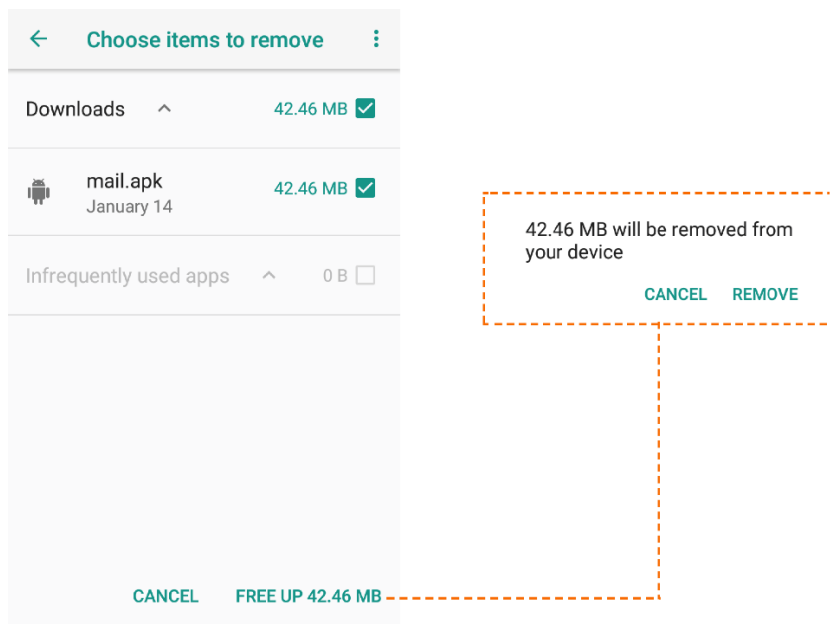 Choose items to remove
Downloads 42.46 MB
mail.apk 42.46 MB
January 14
Infrequently used apps 0 B
CANCEL FREE UP 42.46 MB
42.46 MB will be removed from
your device
CANCEL REMOVE